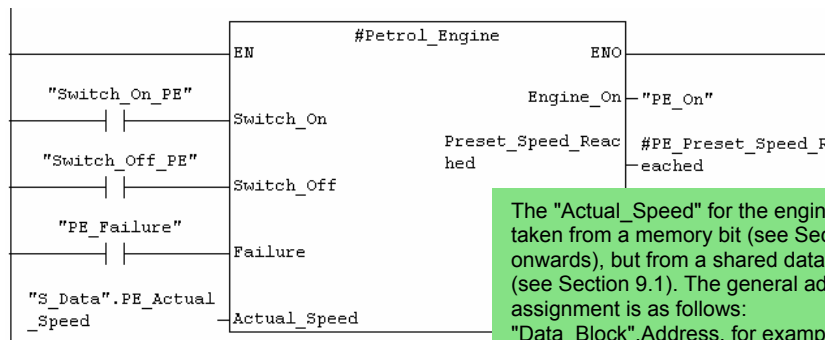 #Petrol_Engine
EN
ENO
"Switch_On_PE"
Switch_On
Engine_On
"PE_On"
Preset_Speed_Reac
hed
#PE_Preset_Speed_R
eached
"Switch_Off_PE"
Switch_Off
"PE_Failure"
Failure
"S_Data".PE_Actual
_Speed
Actual_Speed
The "Actual_Speed" for the engin
taken from a memory bit (see Sec
onwards), but from a shared data
(see Section 9.1). The general ad
assignment is as follows:
"Data_Block".Address, for examp